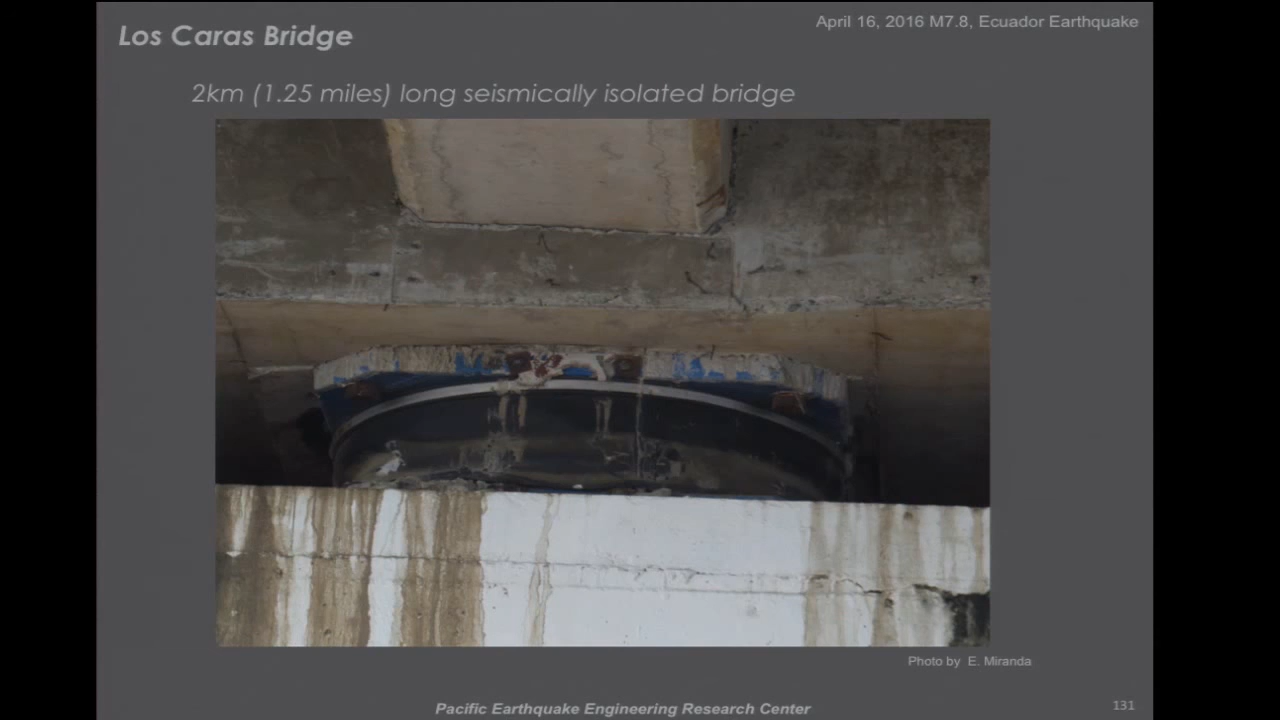 Los Caras Bridge
April 16, 2016 M7.8, Ecuador Earthquake
2km (1.25 miles) long seismically isolated bridge
Photo by E. Miranda
Pacific Earthquake Engineering Research Center
131